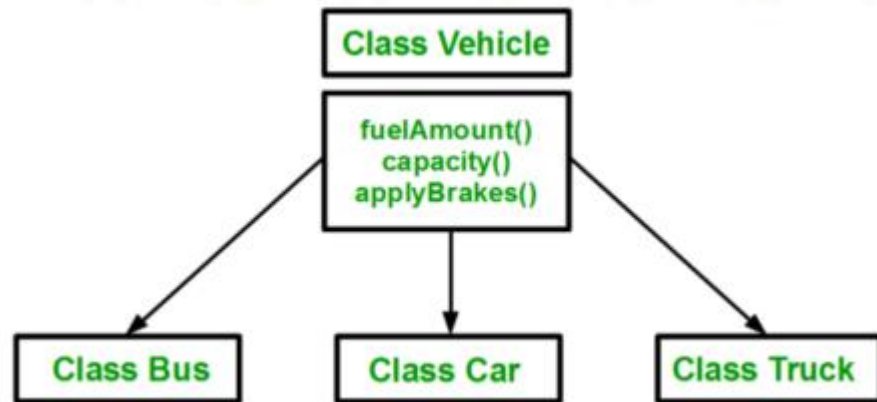 Class Vehicle
fuelAmount()
capacity()
applyBrakes()
Class Bus
Class Car
Class Truck